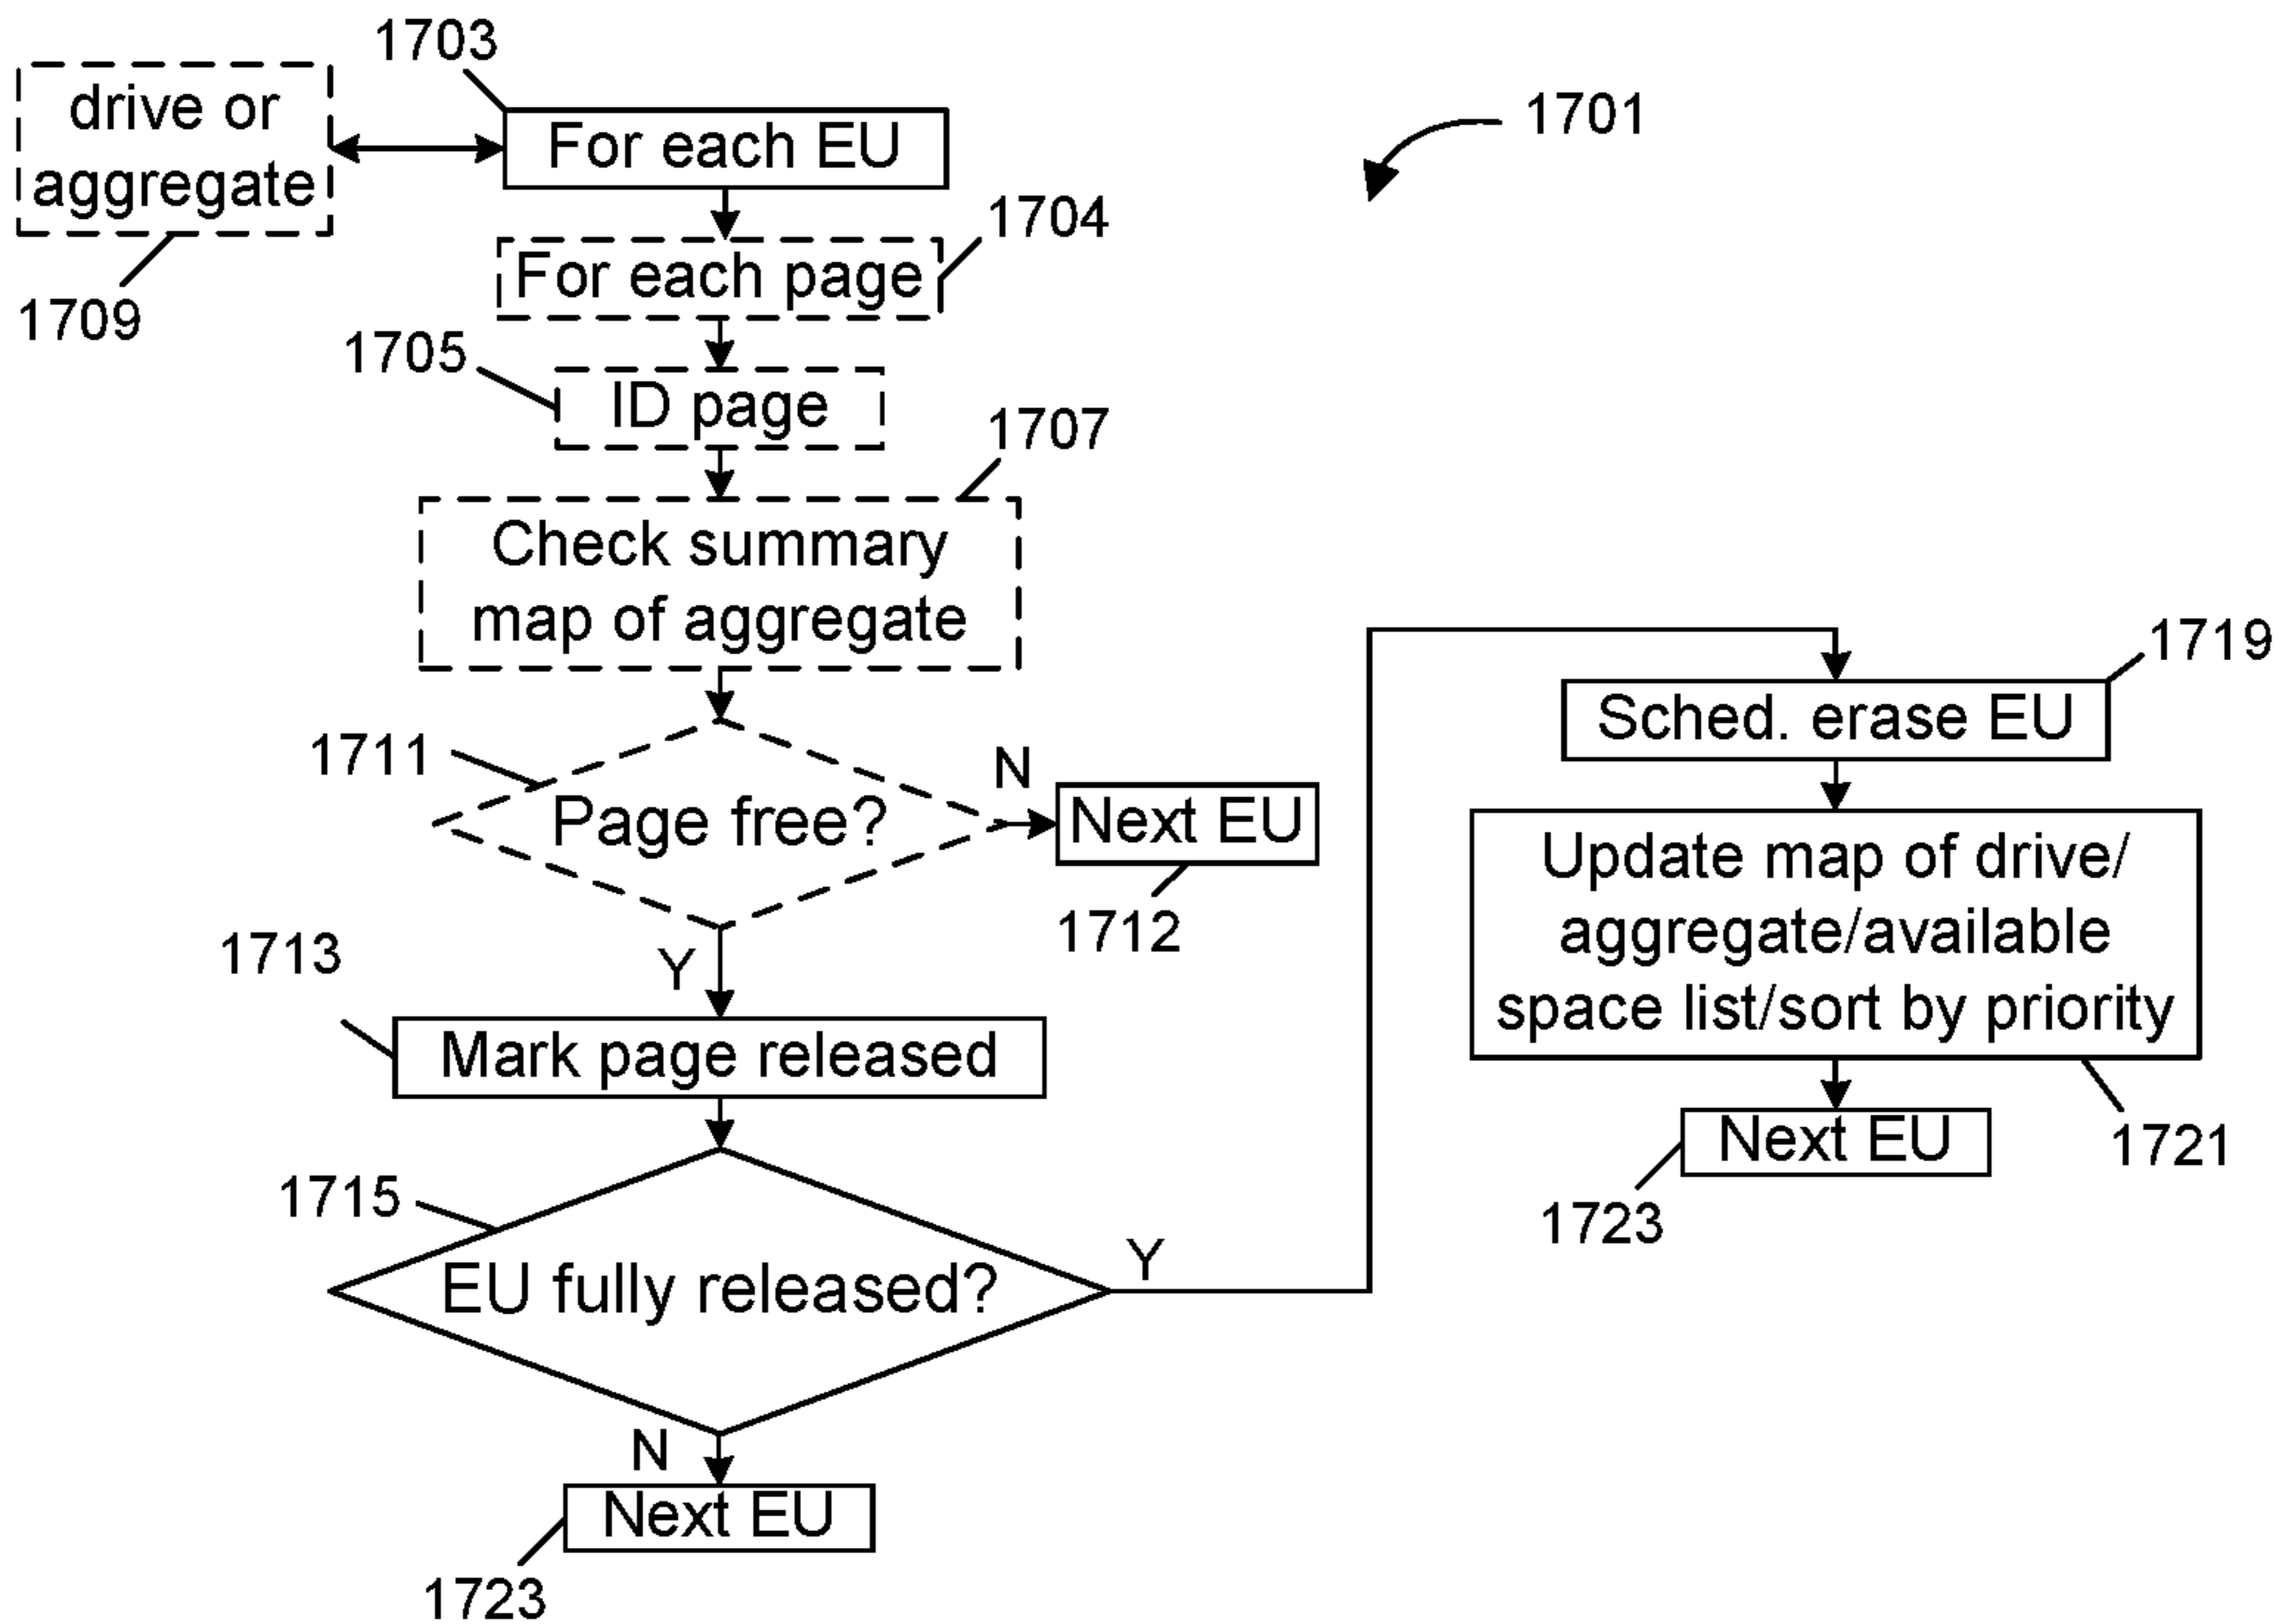 1703
drive or
aggregate
1709
For each EU
1701
1704
For each page
1705
ID page
1707
Check summary
map of aggregate
1711
Page free?
N
Next EU
1712
Y
1713
Mark page released
1715
EU fully released?
Y
N
Next EU
1723
1719
Sched. erase EU
Update map of drive/
aggregate/available
space list/sort by priority
1721
Next EU
1723